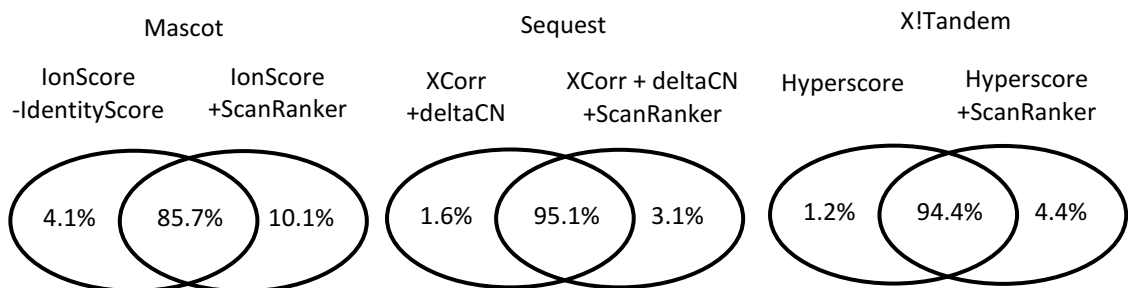 Mascot
IonScore
-IdentityScore
IonScore
+ScanRanker
4.1%
85.7%
10.1%
Sequest
XCorr
+deltaCN
XCorr + deltaCN
+ScanRanker
1.6%
95.1%
3.1%
X!Tandem
Hyperscore
Hyperscore
+ScanRanker
1.2%
94.4%
4.4%